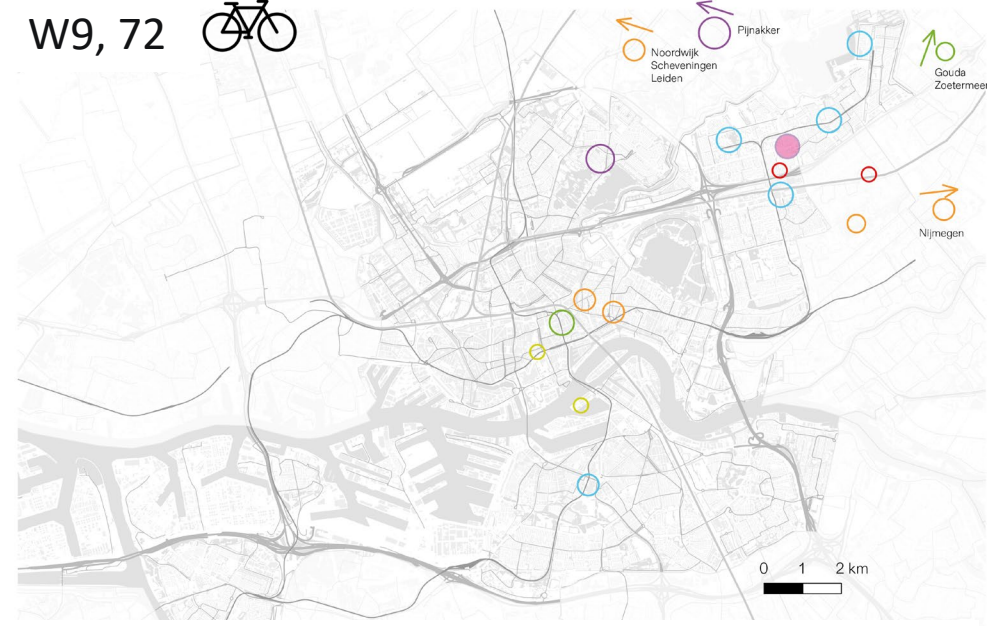 W9, 72
Pijnakker
Noordwijk
Scheveningen
Leiden
Gouda
Zoetermeer
Nijmegen
0 1 2 km